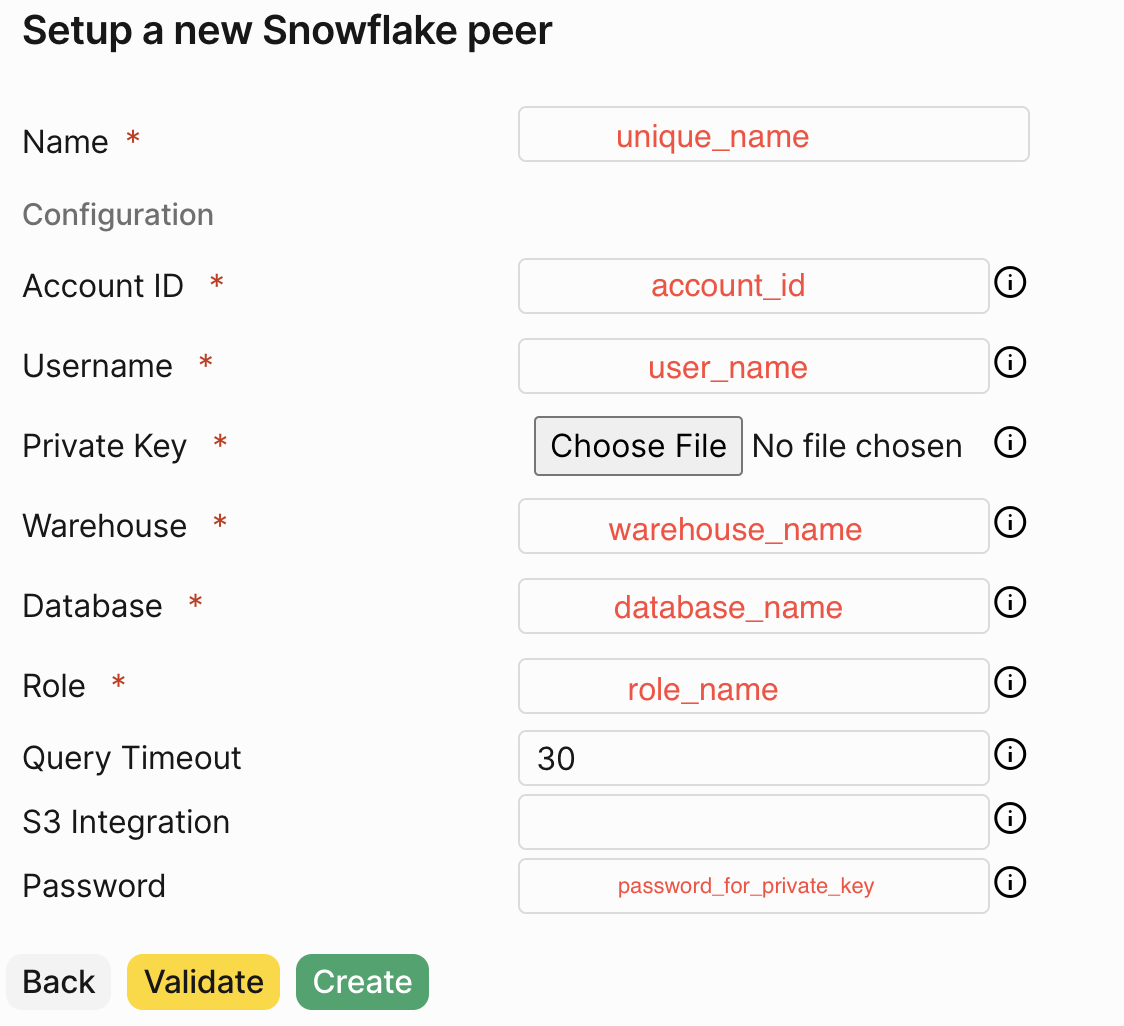 Setup a new Snowflake peer
Name * unique_name
Configuration
Account ID * account_id
Username * user_name
Private Key * Choose File No file chosen
Warehouse * warehouse_name
Database * database_name
Role * role_name
Query Timeout 30
S3 Integration
Password password_for_private_key
Back Validate Create